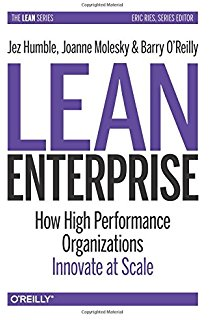 THE LEAN SERIES
ERIC RIES, SERIES EDITOR
Jez Humble, Joanne Molesky & Barry O'Reilly
LEAN
ENTERPRISE
How High Performance
Organizations
Innovate at Scale
O'REILLY®